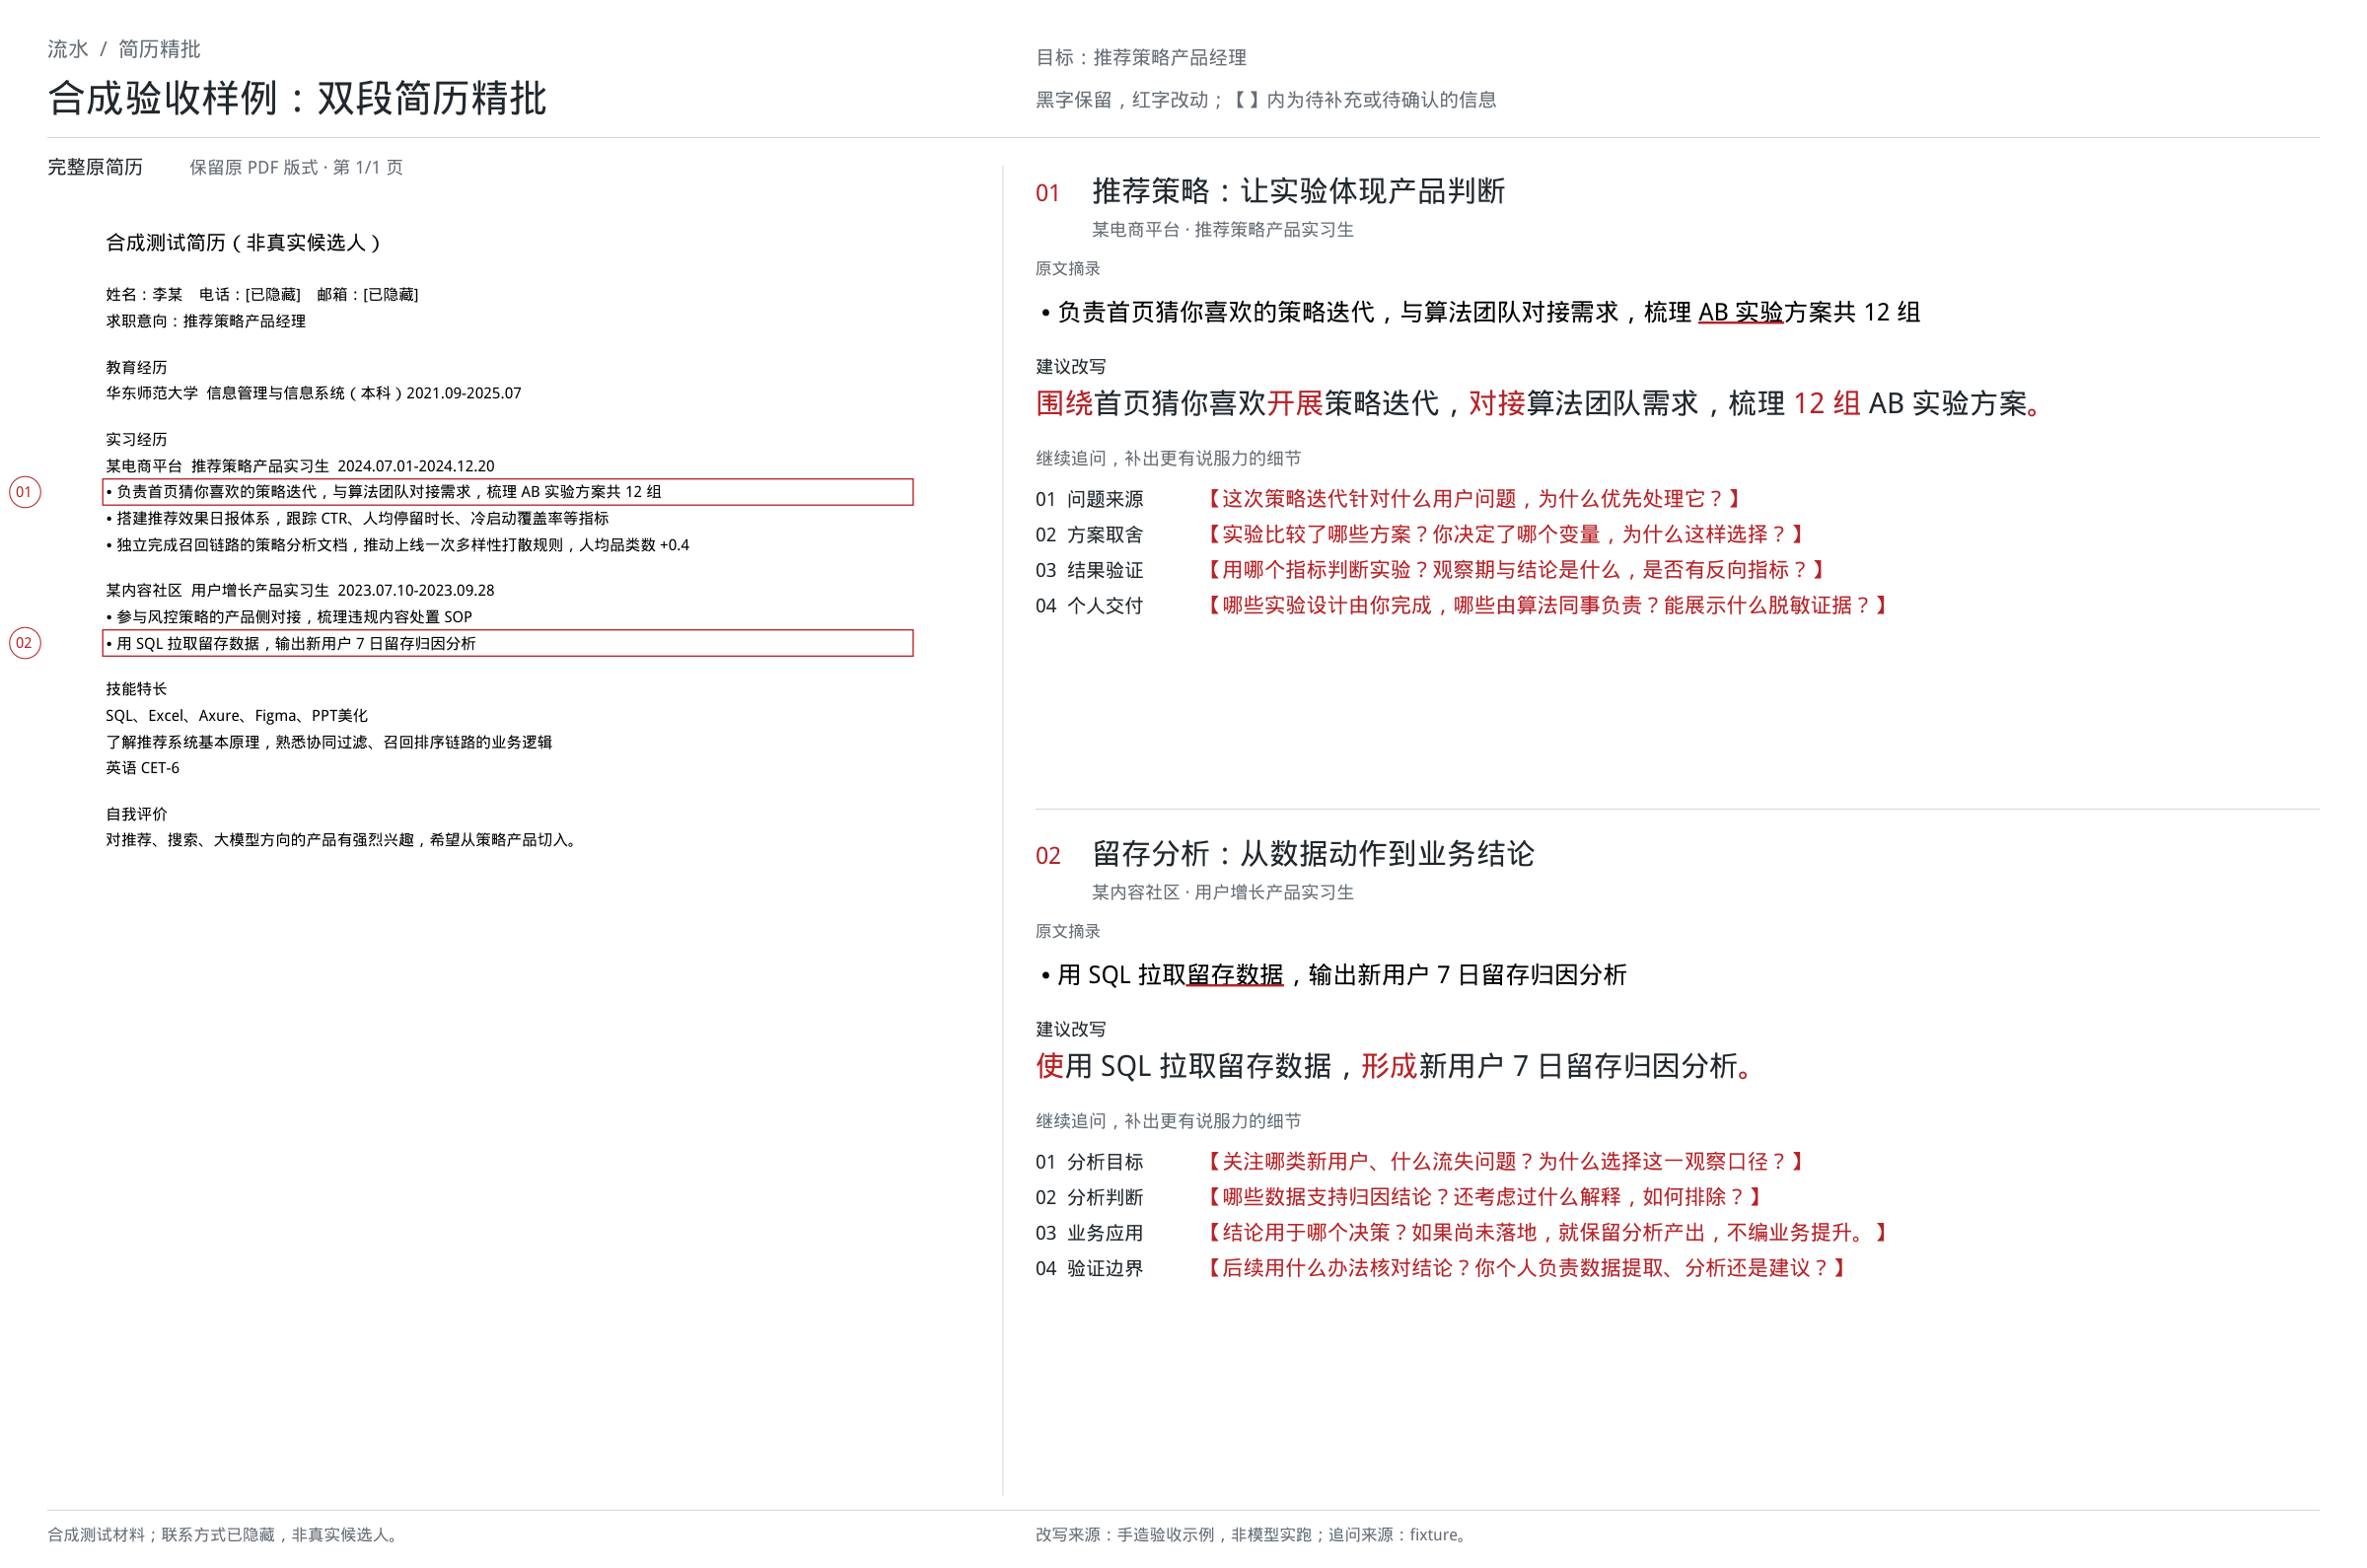 流水 / 简历精批
合成验收样例：双段简历精批
目标：推荐策略产品经理
黑字保留，红字改动；【 】内为待补充或待确认的信息
完整原简历 保留原 PDF 版式 · 第 1/1 页
合成测试简历（非真实候选人）
姓名：李某 电话：[已隐藏] 邮箱：[已隐藏]
求职意向：推荐策略产品经理
教育经历
华东师范大学 信息管理与信息系统（本科）2021.09-2025.07
实习经历
某电商平台 推荐策略产品实习生 2024.07.01-2024.12.20
01
• 负责首页猜你喜欢的策略迭代，与算法团队对接需求，梳理 AB 实验方案共 12 组
• 搭建推荐效果日报体系，跟踪 CTR、人均停留时长、冷启动覆盖率等指标
• 独立完成召回链路的策略分析文档，推动上线一次多样性打散规则，人均品类数 +0.4
某内容社区 用户增长产品实习生 2023.07.10-2023.09.28
• 参与风控策略的产品侧对接，梳理违规内容处置 SOP
02
• 用 SQL 拉取留存数据，输出新用户 7 日留存归因分析
技能特长
SQL、Excel、Axure、Figma、PPT美化
了解推荐系统基本原理，熟悉协同过滤、召回排序链路的业务逻辑
英语 CET-6
自我评价
对推荐、搜索、大模型方向的产品有强烈兴趣，希望从策略产品切入。
01 推荐策略：让实验体现产品判断
某电商平台 · 推荐策略产品实习生
原文摘录
• 负责首页猜你喜欢的策略迭代，与算法团队对接需求，梳理 AB 实验方案共 12 组
建议改写
围绕首页猜你喜欢开展策略迭代，对接算法团队需求，梳理 12 组 AB 实验方案。
继续追问，补出更有说服力的细节
01 问题来源 【这次策略迭代针对什么用户问题，为什么优先处理它？】
02 方案取舍 【实验比较了哪些方案？你决定了哪个变量，为什么这样选择？】
03 结果验证 【用哪个指标判断实验？观察期与结论是什么，是否有反向指标？】
04 个人交付 【哪些实验设计由你完成，哪些由算法同事负责？能展示什么脱敏证据？】
02 留存分析：从数据动作到业务结论
某内容社区 · 用户增长产品实习生
原文摘录
• 用 SQL 拉取留存数据，输出新用户 7 日留存归因分析
建议改写
使用 SQL 拉取留存数据，形成新用户 7 日留存归因分析。
继续追问，补出更有说服力的细节
01 分析目标 【关注哪类新用户、什么流失问题？为什么选择这一观察口径？】
02 分析判断 【哪些数据支持归因结论？还考虑过什么解释，如何排除？】
03 业务应用 【结论用于哪个决策？如果尚未落地，就保留分析产出，不编业务提升。】
04 验证边界 【后续用什么办法核对结论？你个人负责数据提取、分析还是建议？】
合成测试材料；联系方式已隐藏，非真实候选人。
改写来源：手造验收示例，非模型实跑；追问来源：fixture。